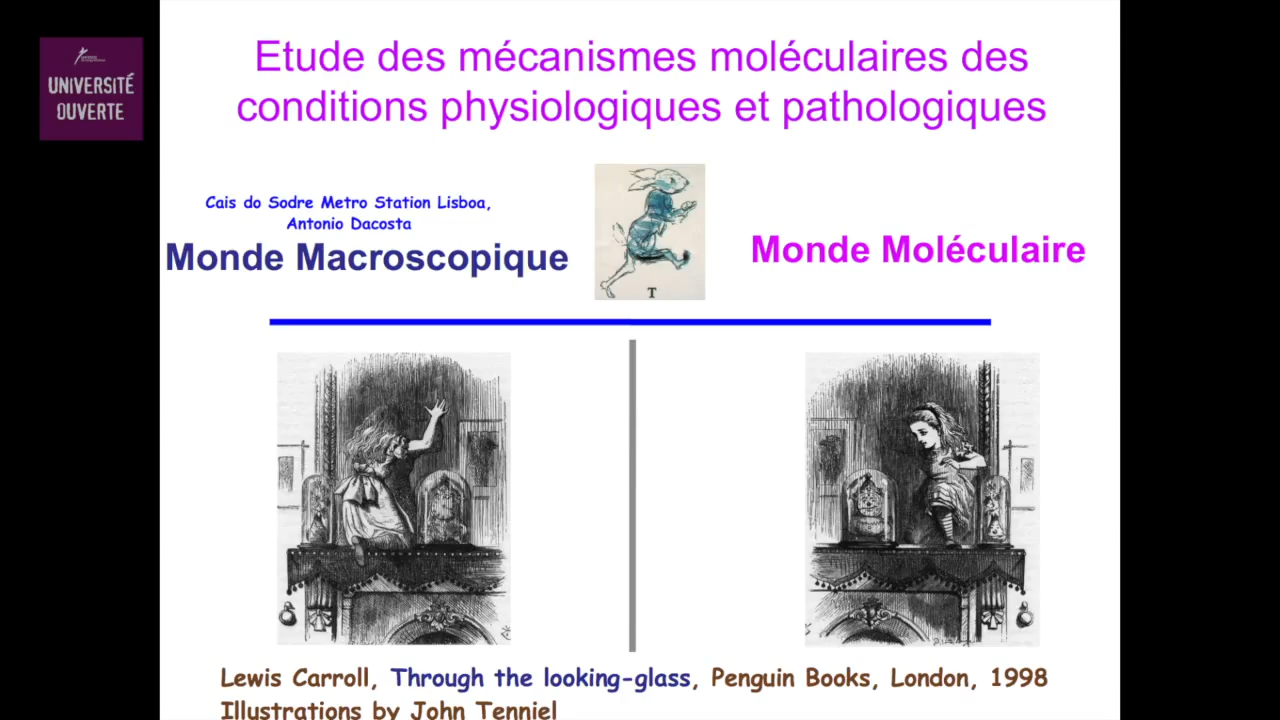 UNIVERSITÉ
OUVERTE
Etude des mécanismes moléculaires des
conditions physiologiques et pathologiques
Cais do Sodre Metro Station Lisboa,
Antonio Dacosta
Monde Macroscopique
T
Monde Moléculaire
Lewis Carroll, Through the looking-glass, Penguin Books, London, 1998
Illustrations by John Tenniel